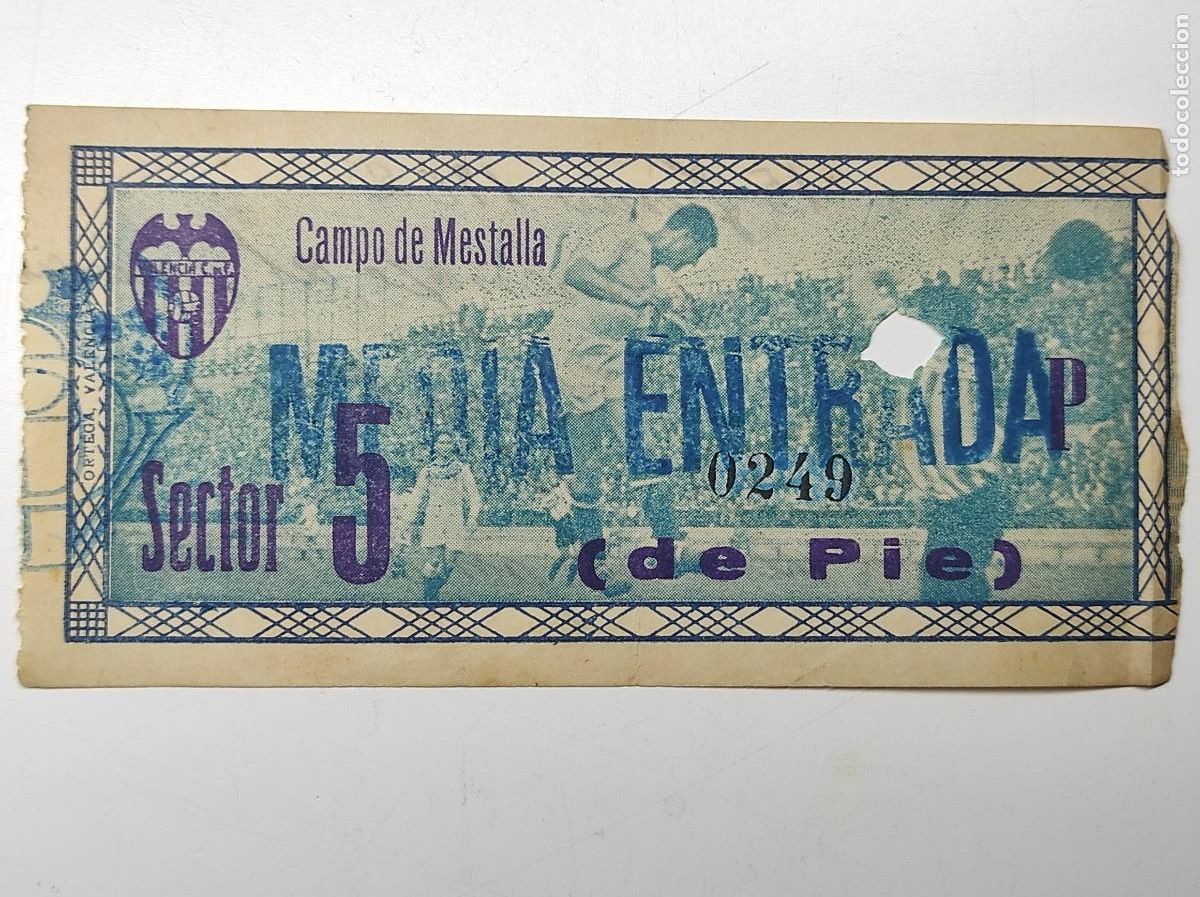 Campo de Mestalla
VALENCIA C. de F.
MEDIA ENTRADA
P
0249
Sector 5
(de Pie)
ORTEGA, VALENCIA
todocoleccion